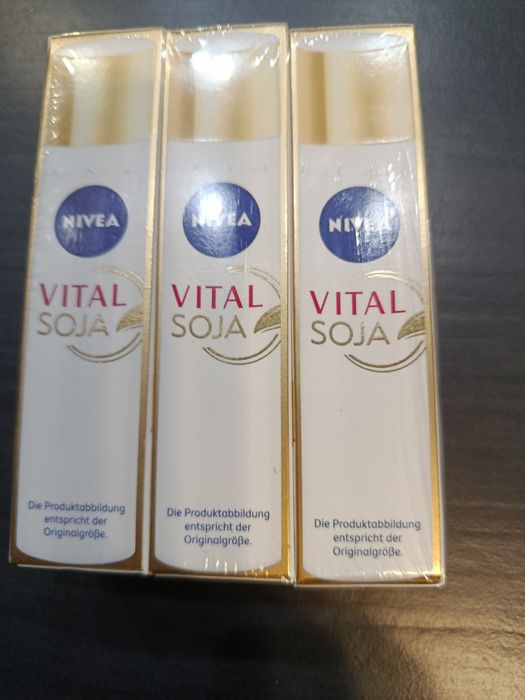 NIVEA
VITAL
SOJA
Die Produktabbildung
entspricht der
Originalgröße.
NIVEA
VITAL
SOJA
Die Produktabbildung
entspricht der
Originalgröße.
NIVEA
VITAL
SOJA
Die Produktabbildung
entspricht der
Originalgröße.